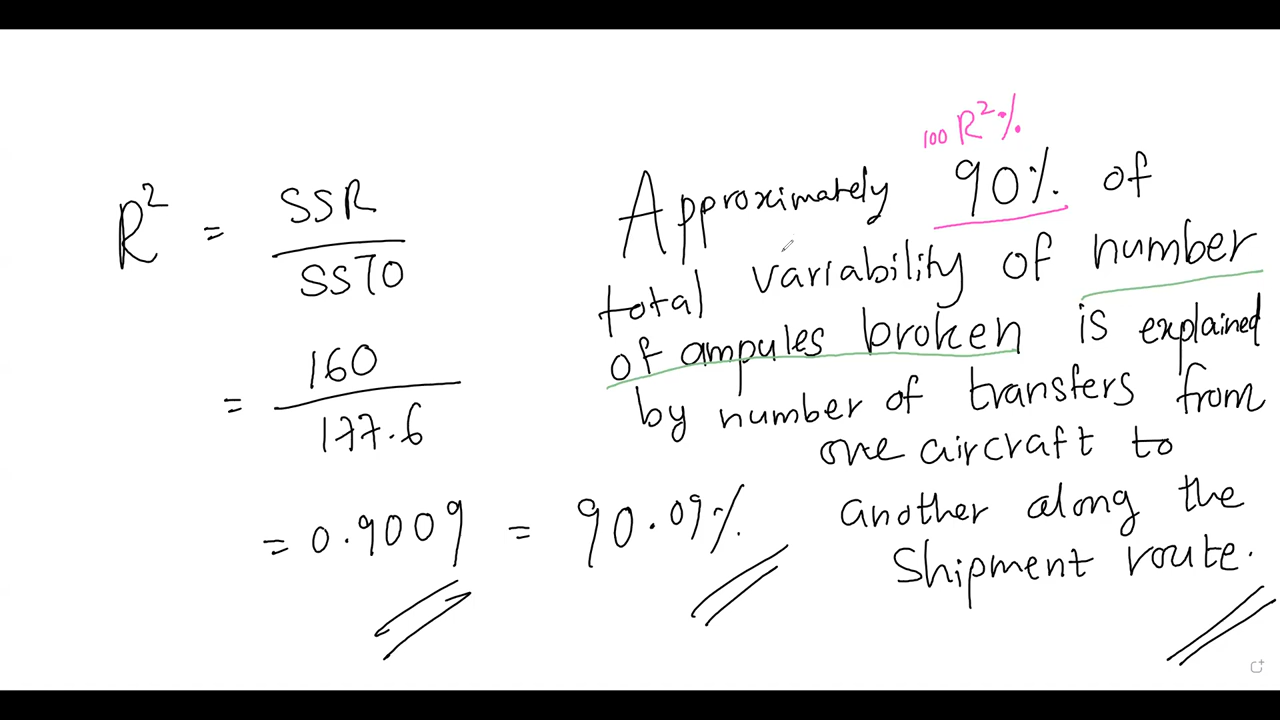 R² = SSR / SSTO
= 160 / 177.6
= 0.9009 = 90.09%
100 R²%
Approximately 90% of
total variability of number
of ampules broken is explained
by number of transfers from
one aircraft to
another along the
shipment route.